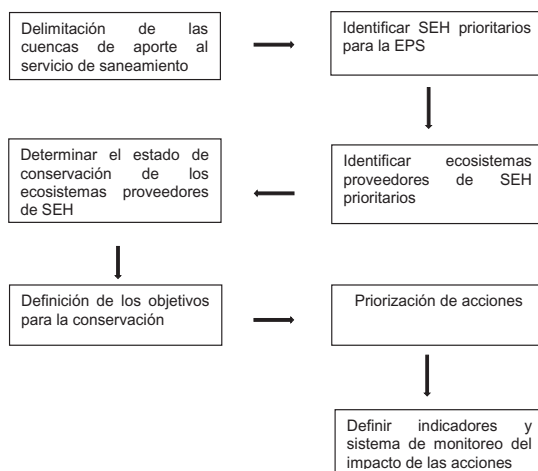 Delimitación de las
cuencas de aporte al
servicio de saneamiento
Identificar SEH prioritarios
para la EPS
Identificar ecosistemas
proveedores de SEH
prioritarios
Determinar el estado de
conservación de los
ecosistemas proveedores
de SEH
Definición de los objetivos
para la conservación
Priorización de acciones
Definir indicadores y
sistema de monitoreo del
impacto de las acciones